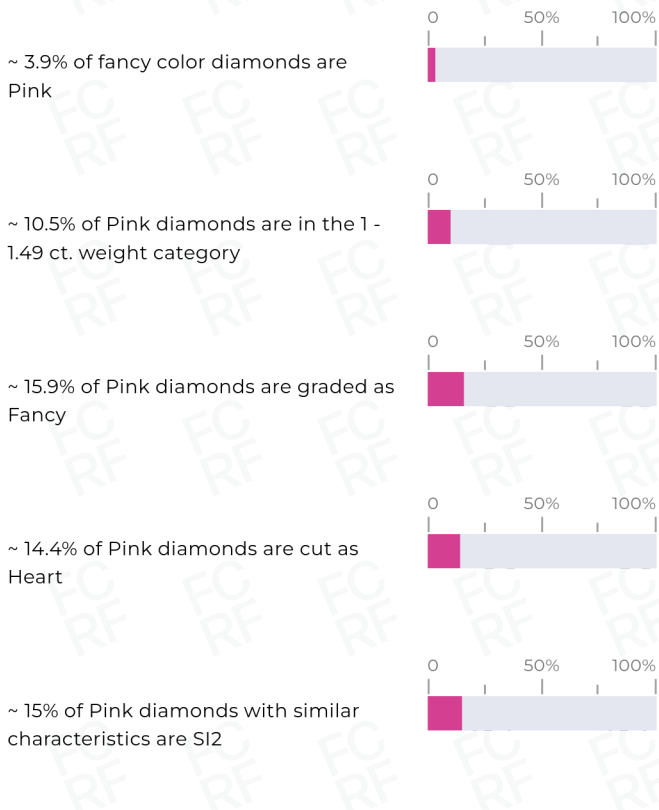 0 50% 100%
~ 3.9% of fancy color diamonds are
Pink
0 50% 100%
~ 10.5% of Pink diamonds are in the 1 -
1.49 ct. weight category
0 50% 100%
~ 15.9% of Pink diamonds are graded as
Fancy
0 50% 100%
~ 14.4% of Pink diamonds are cut as
Heart
0 50% 100%
~ 15% of Pink diamonds with similar
characteristics are SI2
FC
RF